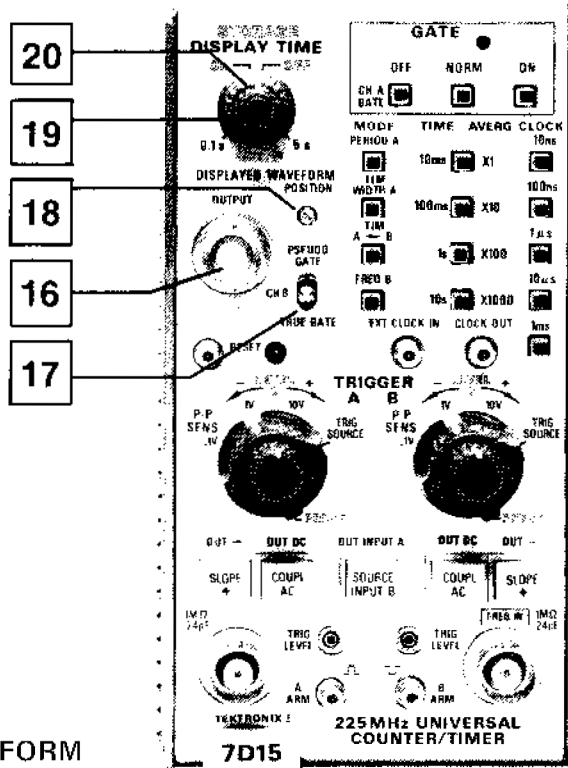 STORAGE
DISPLAY TIME
OFF
0.1s 5s
DISPLAYED WAVEFORM
POSITION
OUTPUT
PSEUDO
GATE
CH B
TRUE GATE
RESET
20
19
18
16
17
GATE
OFF NORM ON
CH A
GATE
MODE TIME AVERG CLOCK
PERIOD A 10ms X1 10ns
TIM
WIDTH A 100ms X10 100ns
TIM
A → B 1s X100 1μs
FREQ B 10s X1000 10μs
EXT CLOCK IN CLOCK OUT 1ms
TRIGGER
A B
P-P
SENS
.1V
1V 10V
TRIG
SOURCE
P-P
SENS
.1V
1V 10V
TRIG
SOURCE
PRESET
OUT – OUT DC OUT INPUT A OUT DC OUT –
SLOPE
+
COUPL
AC
SOURCE
INPUT B
COUPL
AC
SLOPE
+
1MΩ
24pF
TRIG
LEVEL
TRIG
LEVEL
FREQ IN
1MΩ
24pF
A
ARM
B
ARM
TEKTRONIX
225MHz UNIVERSAL
COUNTER/TIMER
7D15
FORM